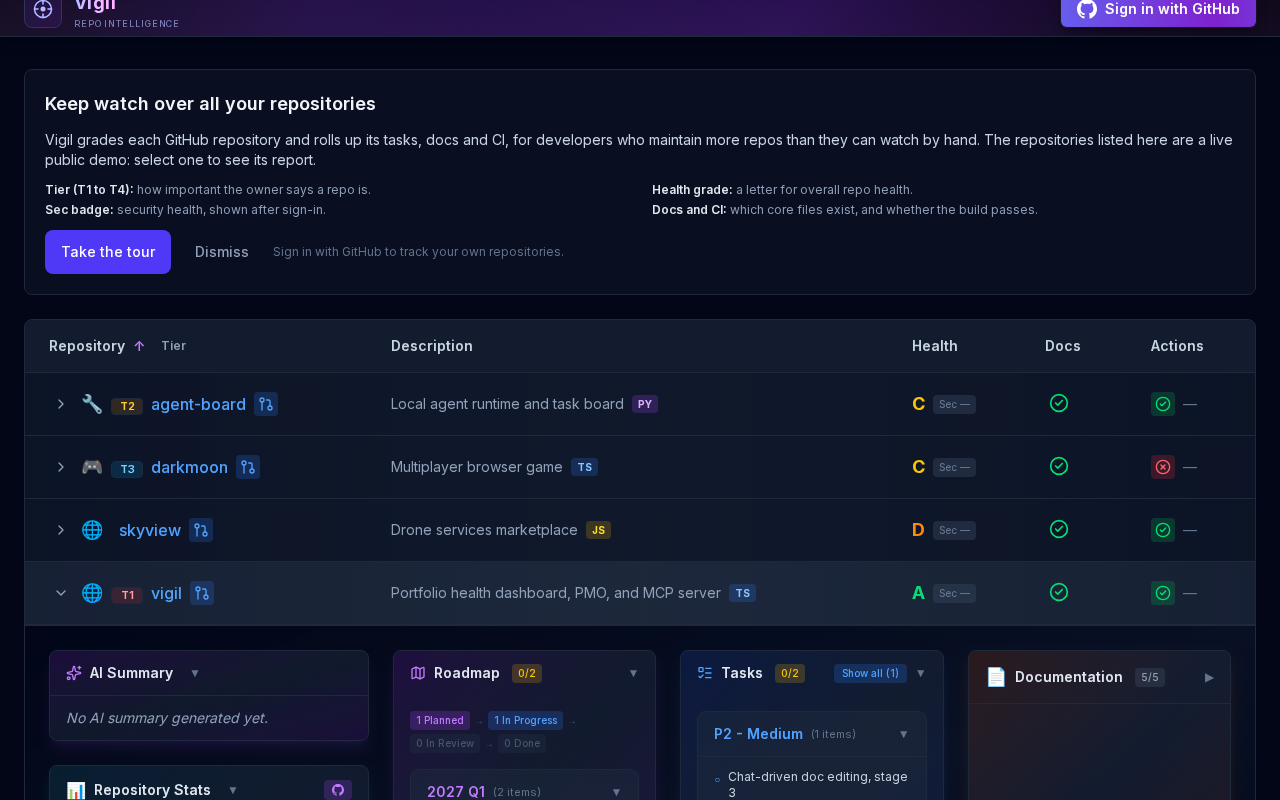 Vigil
REPO INTELLIGENCE
Sign in with GitHub
Keep watch over all your repositories
Vigil grades each GitHub repository and rolls up its tasks, docs and CI, for developers who maintain more repos than they can watch by hand. The repositories listed here are a live
public demo: select one to see its report.
Tier (T1 to T4): how important the owner says a repo is.
Health grade: a letter for overall repo health.
Sec badge: security health, shown after sign-in.
Docs and CI: which core files exist, and whether the build passes.
Take the tour Dismiss Sign in with GitHub to track your own repositories.
Repository ↑ Tier Description Health Docs Actions
T2 agent-board Local agent runtime and task board PY C Sec — —
T3 darkmoon Multiplayer browser game TS C Sec — —
skyview Drone services marketplace JS D Sec — —
T1 vigil Portfolio health dashboard, PMO, and MCP server TS A Sec — —
AI Summary ▼
No AI summary generated yet.
Repository Stats ▼
Roadmap 0/2 ▼
1 Planned → 1 In Progress →
0 In Review → 0 Done
2027 Q1 (2 items) ▼
Tasks 0/2 Show all (1) ▼
P2 - Medium (1 items) ▼
○ Chat-driven doc editing, stage
3
Documentation 5/5 ▶